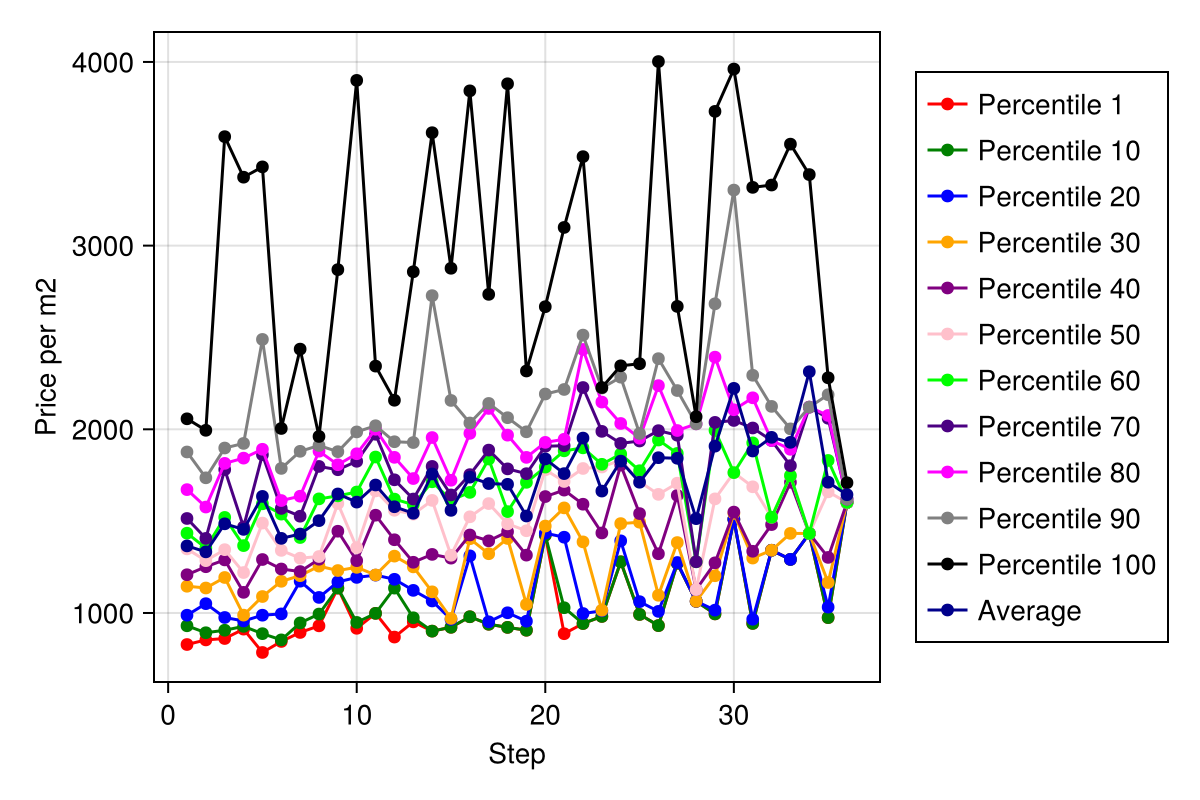 4000
3000
2000
1000
Price per m2
0 10 20 30
Step
Percentile 1
Percentile 10
Percentile 20
Percentile 30
Percentile 40
Percentile 50
Percentile 60
Percentile 70
Percentile 80
Percentile 90
Percentile 100
Average